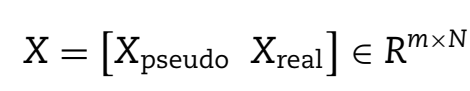 X = [X_pseudo X_real] ∈ R^{m×N}